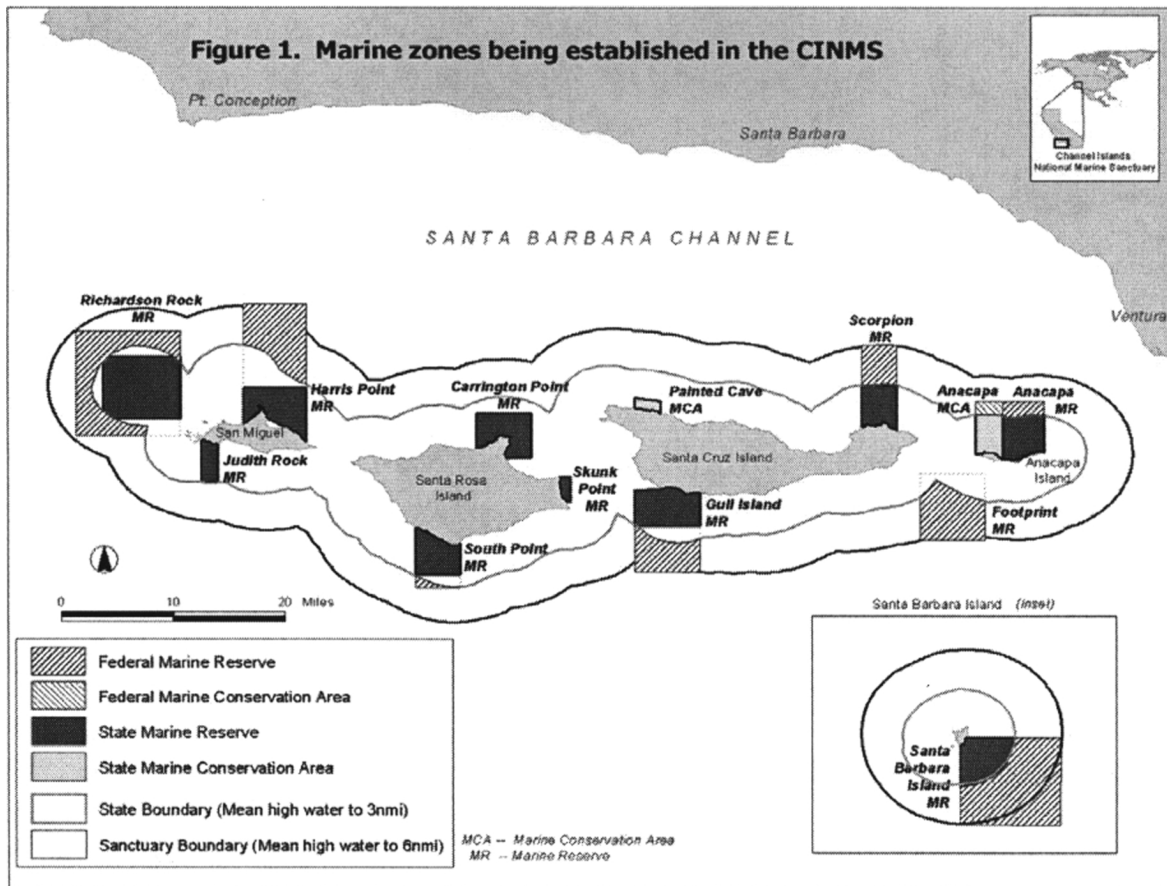 Figure 1. Marine zones being established in the CINMS
Pt. Conception
Santa Barbara
Channel Islands
National Marine Sanctuary
SANTA BARBARA CHANNEL
Ventura
Richardson Rock
MR
Harris Point
MR
San Miguel
Judith Rock
MR
Carrington Point
MR
Santa Rosa
Island
Skunk
Point
MR
South Point
MR
Painted Cave
MCA
Santa Cruz Island
Gull Island
MR
Scorpion
MR
Anacapa
MCA
Anacapa
MR
Anacapa
Island
Footprint
MR
0 10 20 Miles
Santa Barbara Island (inset)
Santa
Barbara
Island
MR
Federal Marine Reserve
Federal Marine Conservation Area
State Marine Reserve
State Marine Conservation Area
State Boundary (Mean high water to 3nmi)
Sanctuary Boundary (Mean high water to 6nmi)
MCA -- Marine Conservation Area
MR -- Marine Reserve